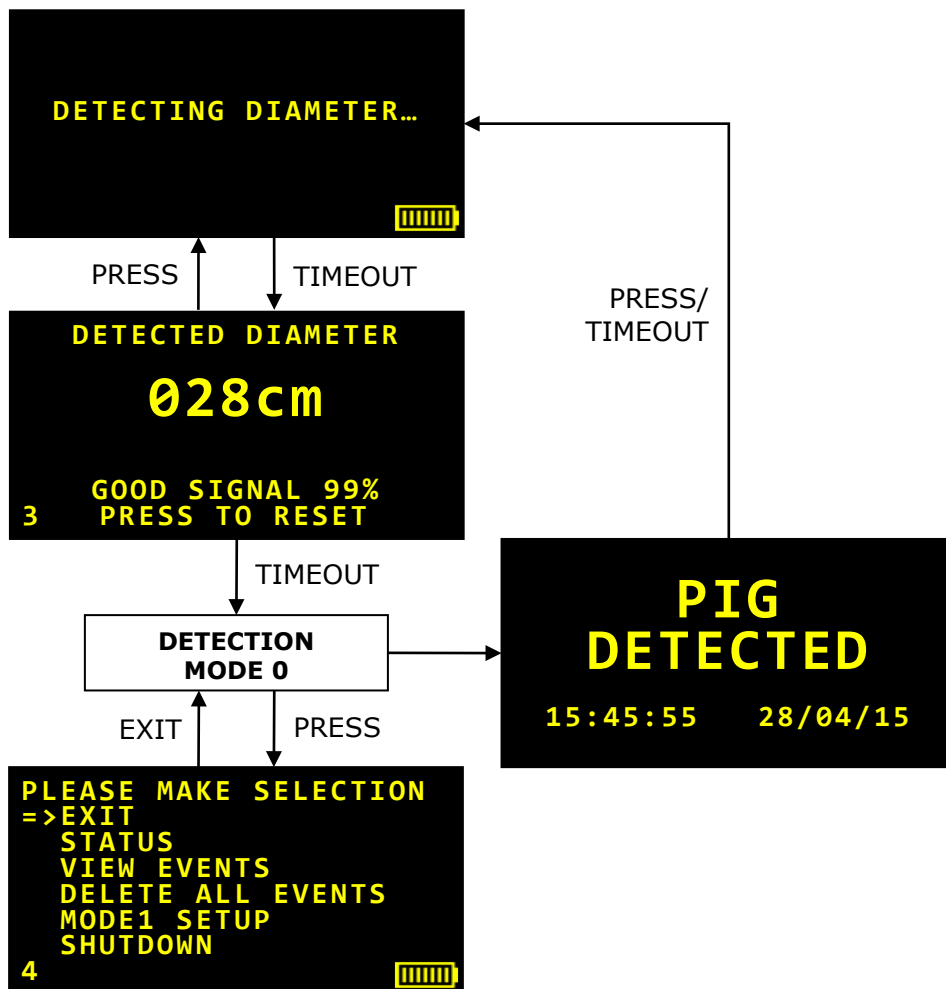 DETECTING DIAMETER…
PRESS
TIMEOUT
PRESS/
TIMEOUT
DETECTED DIAMETER
028cm
GOOD SIGNAL 99%
3 PRESS TO RESET
TIMEOUT
DETECTION
MODE 0
PIG
DETECTED
15:45:55 28/04/15
EXIT
PRESS
PLEASE MAKE SELECTION
=>EXIT
STATUS
VIEW EVENTS
DELETE ALL EVENTS
MODE1 SETUP
SHUTDOWN
4